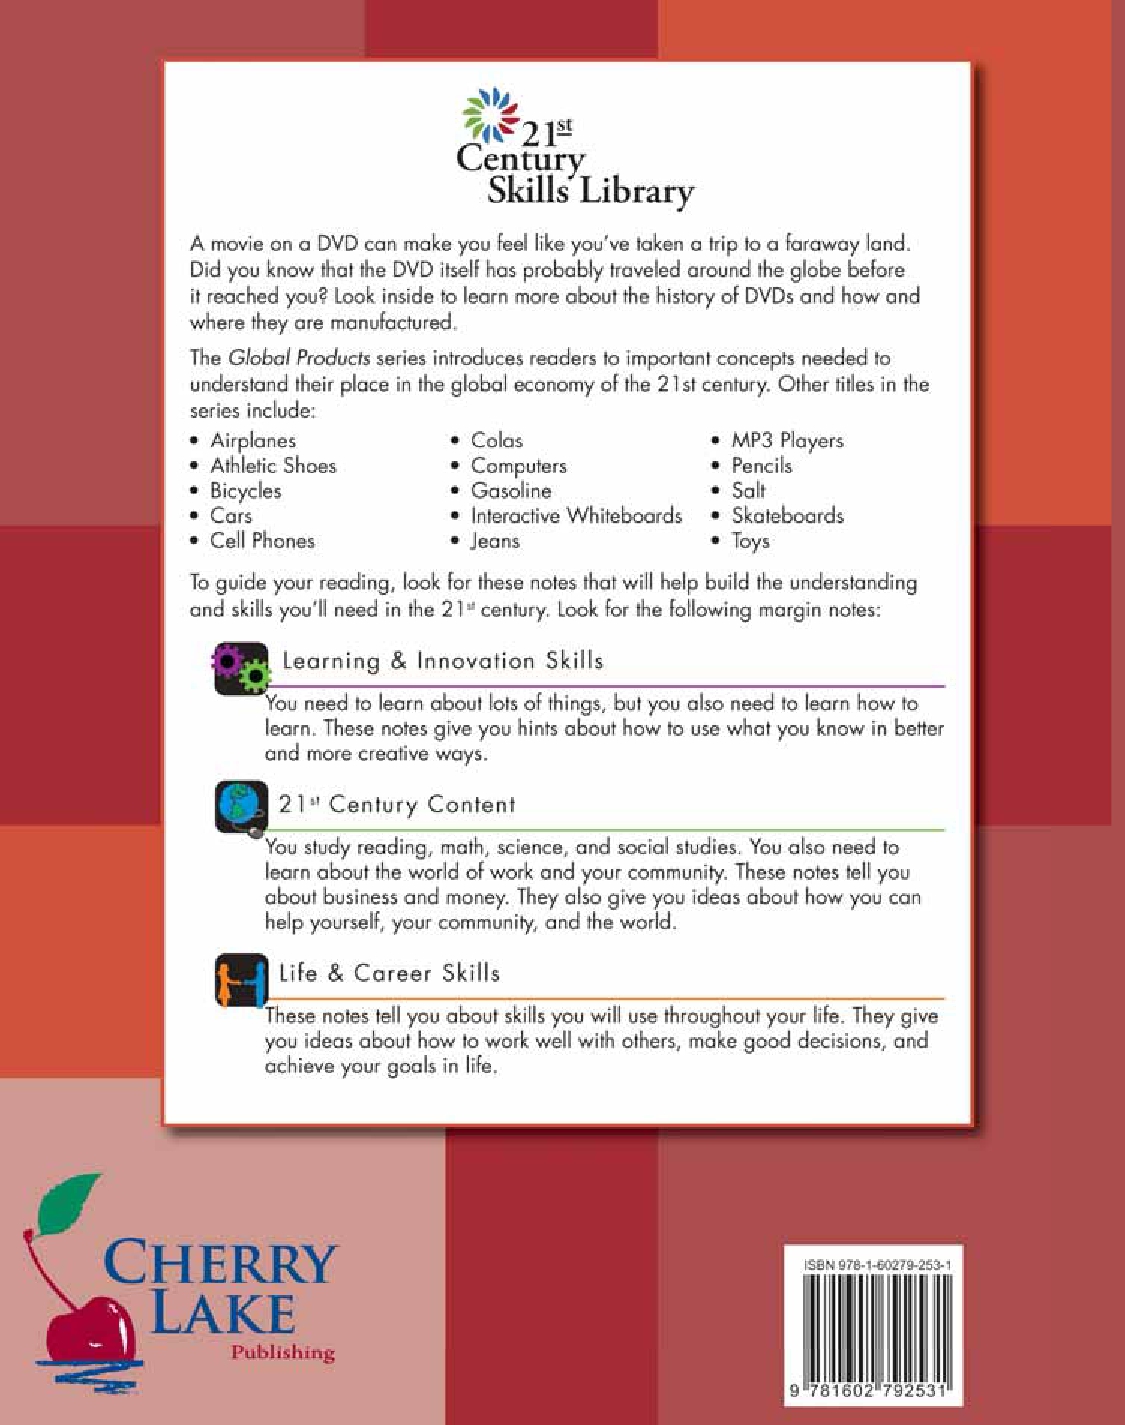 21st
Century
Skills Library
A movie on a DVD can make you feel like you've taken a trip to a faraway land.
Did you know that the DVD itself has probably traveled around the globe before
it reached you? Look inside to learn more about the history of DVDs and how and
where they are manufactured.
The Global Products series introduces readers to important concepts needed to
understand their place in the global economy of the 21st century. Other titles in the
series include:
• Airplanes
• Athletic Shoes
• Bicycles
• Cars
• Cell Phones
• Colas
• Computers
• Gasoline
• Interactive Whiteboards
• Jeans
• MP3 Players
• Pencils
• Salt
• Skateboards
• Toys
To guide your reading, look for these notes that will help build the understanding
and skills you'll need in the 21st century. Look for the following margin notes:
Learning & Innovation Skills
You need to learn about lots of things, but you also need to learn how to
learn. These notes give you hints about how to use what you know in better
and more creative ways.
21st Century Content
You study reading, math, science, and social studies. You also need to
learn about the world of work and your community. These notes tell you
about business and money. They also give you ideas about how you can
help yourself, your community, and the world.
Life & Career Skills
These notes tell you about skills you will use throughout your life. They give
you ideas about how to work well with others, make good decisions, and
achieve your goals in life.
CHERRY
LAKE
Publishing
ISBN 978-1-60279-253-1
9 781602 792531